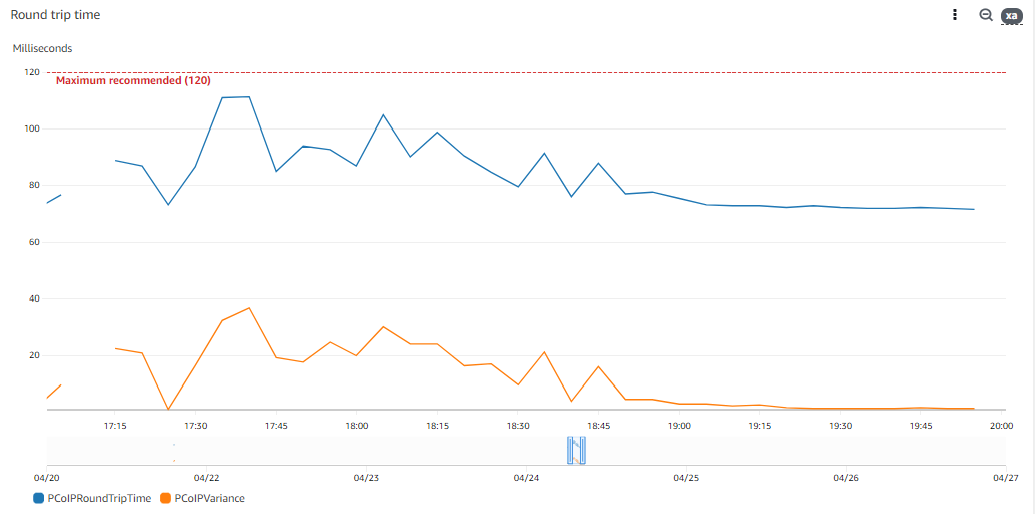 Round trip time
xa
Milliseconds
120
Maximum recommended (120)
100
80
60
40
20
17:15 17:30 17:45 18:00 18:15 18:30 18:45 19:00 19:15 19:30 19:45 20:00
04/20 04/22 04/23 04/24 04/25 04/26 04/27
PCoIPRoundTripTime PCoIPVariance